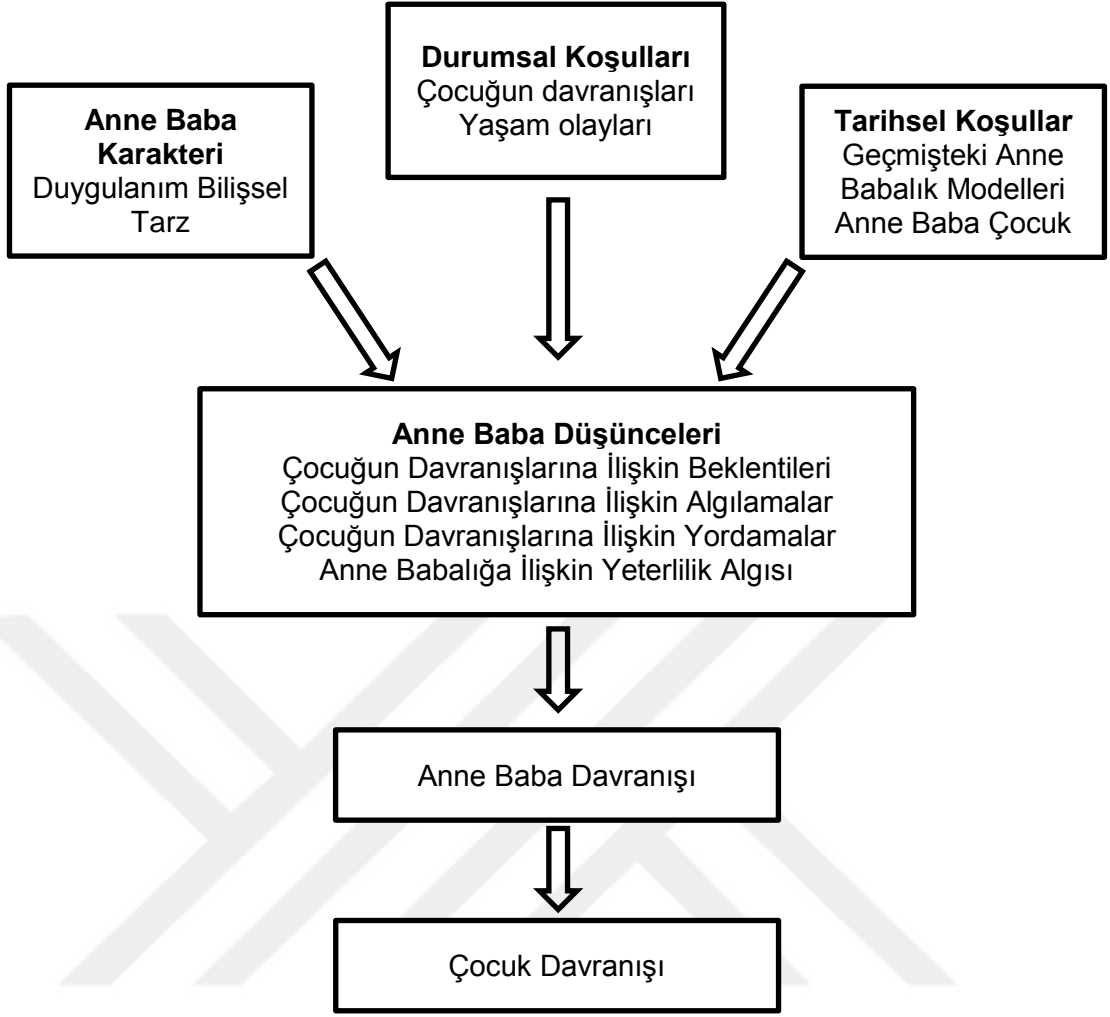 Durumsal Koşulları
Çocuğun davranışları
Yaşam olayları
Anne Baba
Karakteri
Duygulanım Bilişsel
Tarz
Tarihsel Koşullar
Geçmişteki Anne
Babalık Modelleri
Anne Baba Çocuk
Anne Baba Düşünceleri
Çocuğun Davranışlarına İlişkin Beklentileri
Çocuğun Davranışlarına İlişkin Algılamalar
Çocuğun Davranışlarına İlişkin Yordamalar
Anne Babalığa İlişkin Yeterlilik Algısı
Anne Baba Davranışı
Çocuk Davranışı